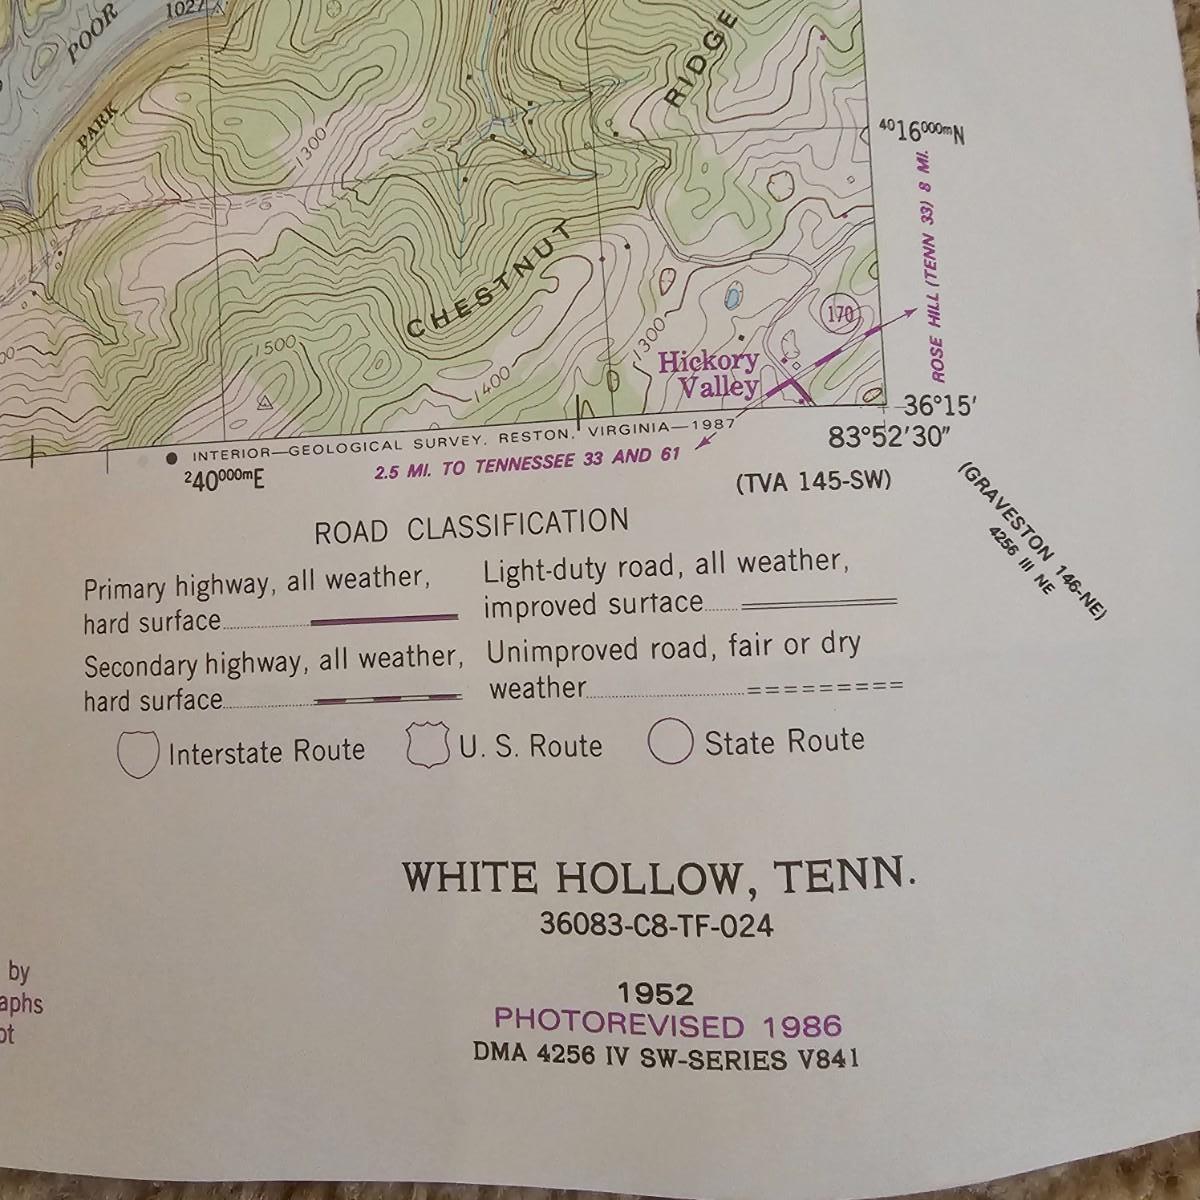 POOR
1027
PARK
1300
RIDGE
4016000mN
ROSE HILL (TENN 33) 8 MI.
CHESTNUT
170
1500
1300
1400
Hickory
Valley
36°15′
83°52′30″
INTERIOR—GEOLOGICAL SURVEY, RESTON, VIRGINIA—1987
240000mE
2.5 MI. TO TENNESSEE 33 AND 61
(TVA 145-SW)
(GRAVESTON 146-NE)
4256 III NE
ROAD CLASSIFICATION
Primary highway, all weather,
hard surface
Light-duty road, all weather,
improved surface
Secondary highway, all weather,
hard surface
Unimproved road, fair or dry
weather
Interstate Route
U. S. Route
State Route
WHITE HOLLOW, TENN.
36083-C8-TF-024
by
aphs
ot
1952
PHOTOREVISED 1986
DMA 4256 IV SW-SERIES V841